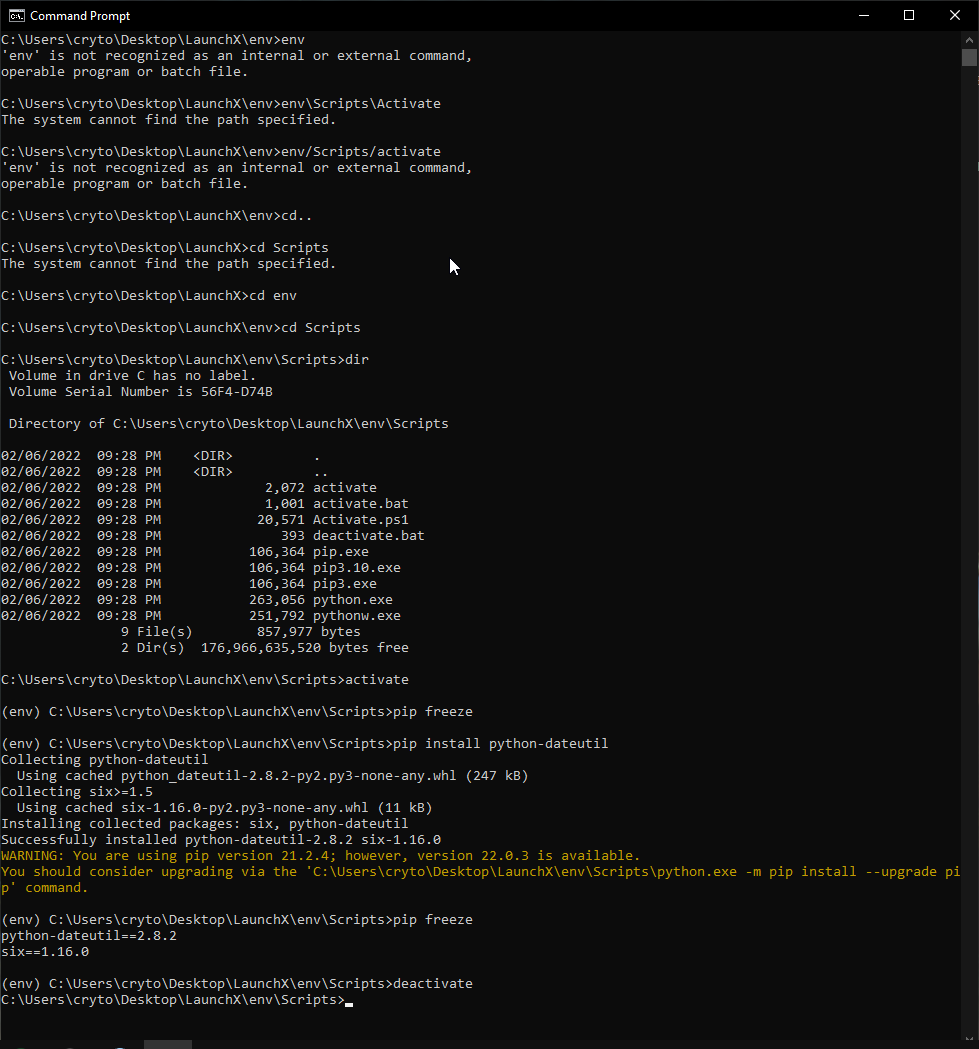 Command Prompt
C:\Users\cryto\Desktop\LaunchX\env>env
'env' is not recognized as an internal or external command,
operable program or batch file.
C:\Users\cryto\Desktop\LaunchX\env>env\Scripts\Activate
The system cannot find the path specified.
C:\Users\cryto\Desktop\LaunchX\env>env/Scripts/activate
'env' is not recognized as an internal or external command,
operable program or batch file.
C:\Users\cryto\Desktop\LaunchX\env>cd..
C:\Users\cryto\Desktop\LaunchX>cd Scripts
The system cannot find the path specified.
C:\Users\cryto\Desktop\LaunchX>cd env
C:\Users\cryto\Desktop\LaunchX\env>cd Scripts
C:\Users\cryto\Desktop\LaunchX\env\Scripts>dir
 Volume in drive C has no label.
 Volume Serial Number is 56F4-D74B
 Directory of C:\Users\cryto\Desktop\LaunchX\env\Scripts
02/06/2022  09:28 PM    <DIR>          .
02/06/2022  09:28 PM    <DIR>          ..
02/06/2022  09:28 PM             2,072 activate
02/06/2022  09:28 PM             1,001 activate.bat
02/06/2022  09:28 PM            20,571 Activate.ps1
02/06/2022  09:28 PM               393 deactivate.bat
02/06/2022  09:28 PM           106,364 pip.exe
02/06/2022  09:28 PM           106,364 pip3.10.exe
02/06/2022  09:28 PM           106,364 pip3.exe
02/06/2022  09:28 PM           263,056 python.exe
02/06/2022  09:28 PM           251,792 pythonw.exe
               9 File(s)        857,977 bytes
               2 Dir(s)  176,966,635,520 bytes free
C:\Users\cryto\Desktop\LaunchX\env\Scripts>activate
(env) C:\Users\cryto\Desktop\LaunchX\env\Scripts>pip freeze
(env) C:\Users\cryto\Desktop\LaunchX\env\Scripts>pip install python-dateutil
Collecting python-dateutil
  Using cached python_dateutil-2.8.2-py2.py3-none-any.whl (247 kB)
Collecting six>=1.5
  Using cached six-1.16.0-py2.py3-none-any.whl (11 kB)
Installing collected packages: six, python-dateutil
Successfully installed python-dateutil-2.8.2 six-1.16.0
WARNING: You are using pip version 21.2.4; however, version 22.0.3 is available.
You should consider upgrading via the 'C:\Users\cryto\Desktop\LaunchX\env\Scripts\python.exe -m pip install --upgrade pi
p' command.
(env) C:\Users\cryto\Desktop\LaunchX\env\Scripts>pip freeze
python-dateutil==2.8.2
six==1.16.0
(env) C:\Users\cryto\Desktop\LaunchX\env\Scripts>deactivate
C:\Users\cryto\Desktop\LaunchX\env\Scripts>